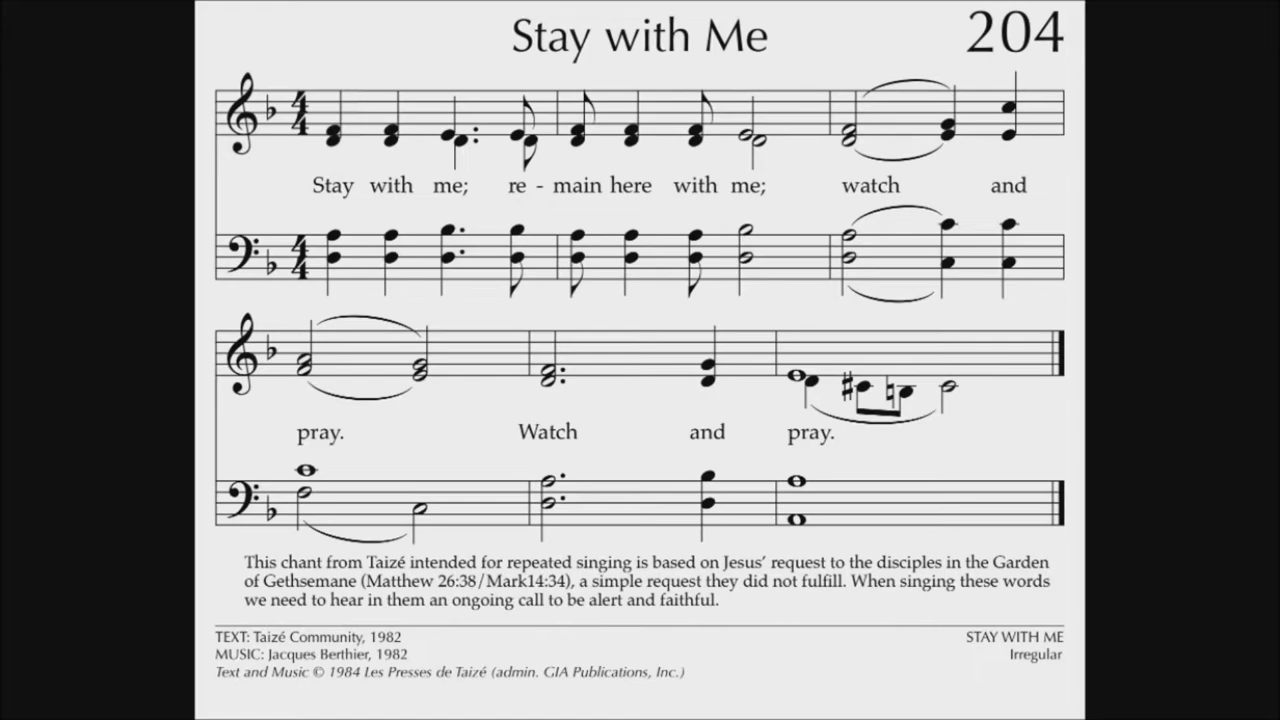 Stay with Me 204
Stay with me; re - main here with me; watch and
pray. Watch and pray.
This chant from Taizé intended for repeated singing is based on Jesus’ request to the disciples in the Garden
of Gethsemane (Matthew 26:38/Mark14:34), a simple request they did not fulfill. When singing these words
we need to hear in them an ongoing call to be alert and faithful.
TEXT: Taizé Community, 1982 STAY WITH ME
MUSIC: Jacques Berthier, 1982 Irregular
Text and Music © 1984 Les Presses de Taizé (admin. GIA Publications, Inc.)